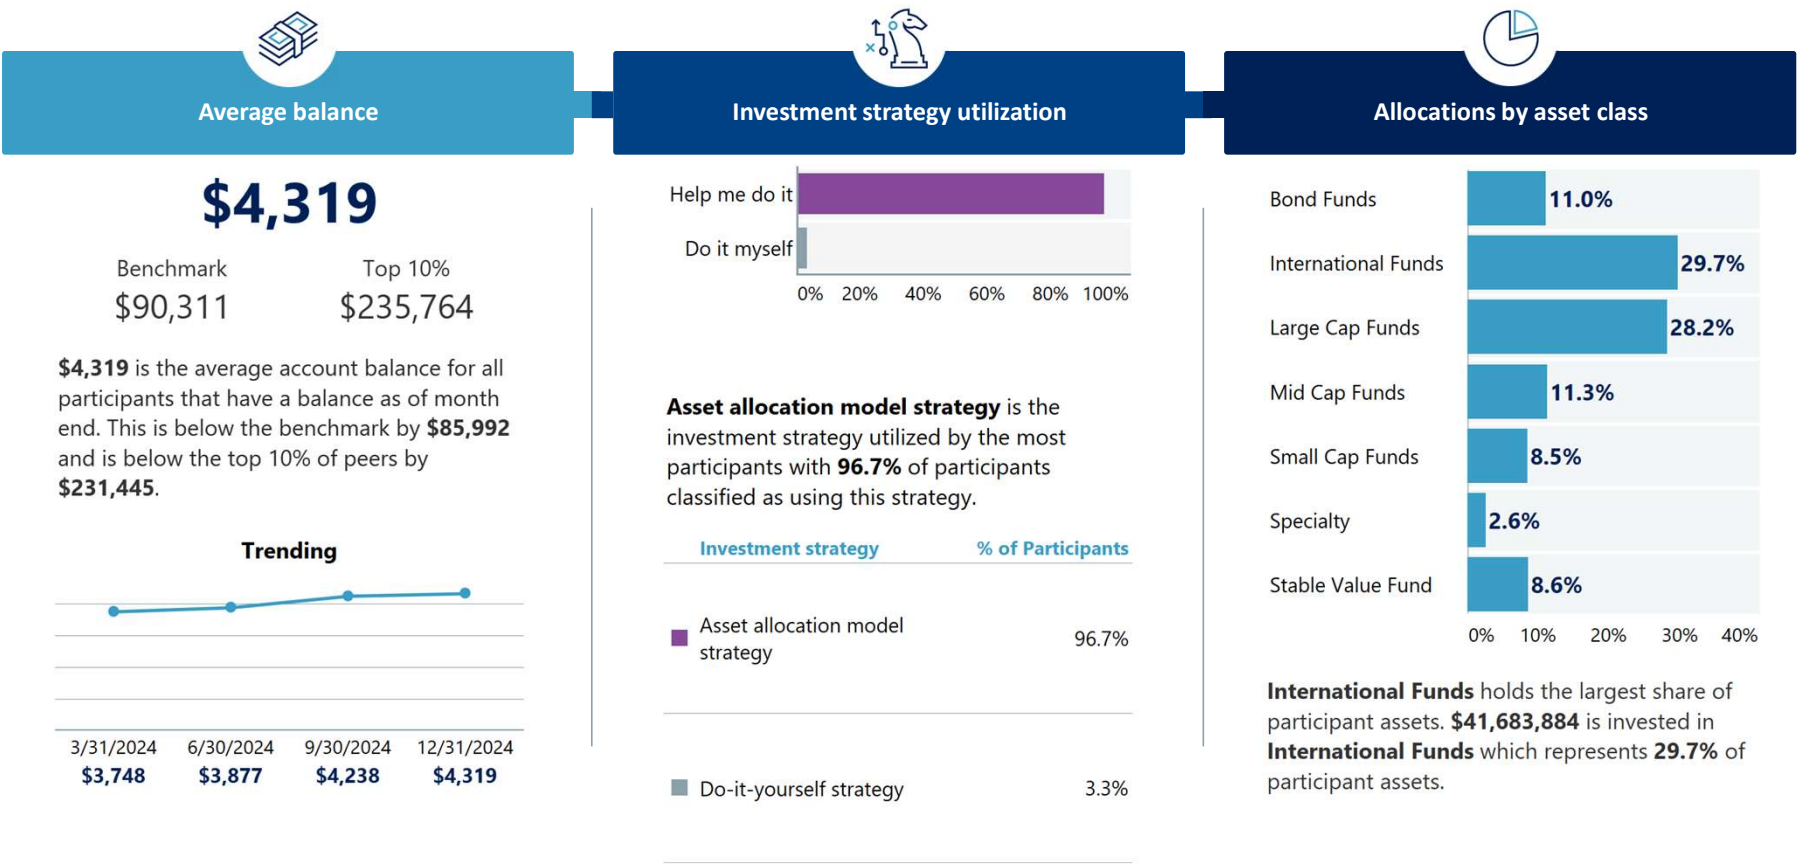 Average balance
$4,319
Benchmark
Top 10%
$90,311
$235,764
$4,319 is the average account balance for all
participants that have a balance as of month
end. This is below the benchmark by $85,992
and is below the top 10% of peers by
$231,445.
Trending
3/31/2024 6/30/2024 9/30/2024 12/31/2024
$3,748 $3,877 $4,238 $4,319
Investment strategy utilization
Help me do it
Do it myself
0% 20% 40% 60% 80% 100%
Asset allocation model strategy is the
investment strategy utilized by the most
participants with 96.7% of participants
classified as using this strategy.
Investment strategy % of Participants
Asset allocation model
strategy
96.7%
Do-it-yourself strategy 3.3%
Allocations by asset class
Bond Funds 11.0%
International Funds 29.7%
Large Cap Funds 28.2%
Mid Cap Funds 11.3%
Small Cap Funds 8.5%
Specialty 2.6%
Stable Value Fund 8.6%
0% 10% 20% 30% 40%
International Funds holds the largest share of
participant assets. $41,683,884 is invested in
International Funds which represents 29.7% of
participant assets.